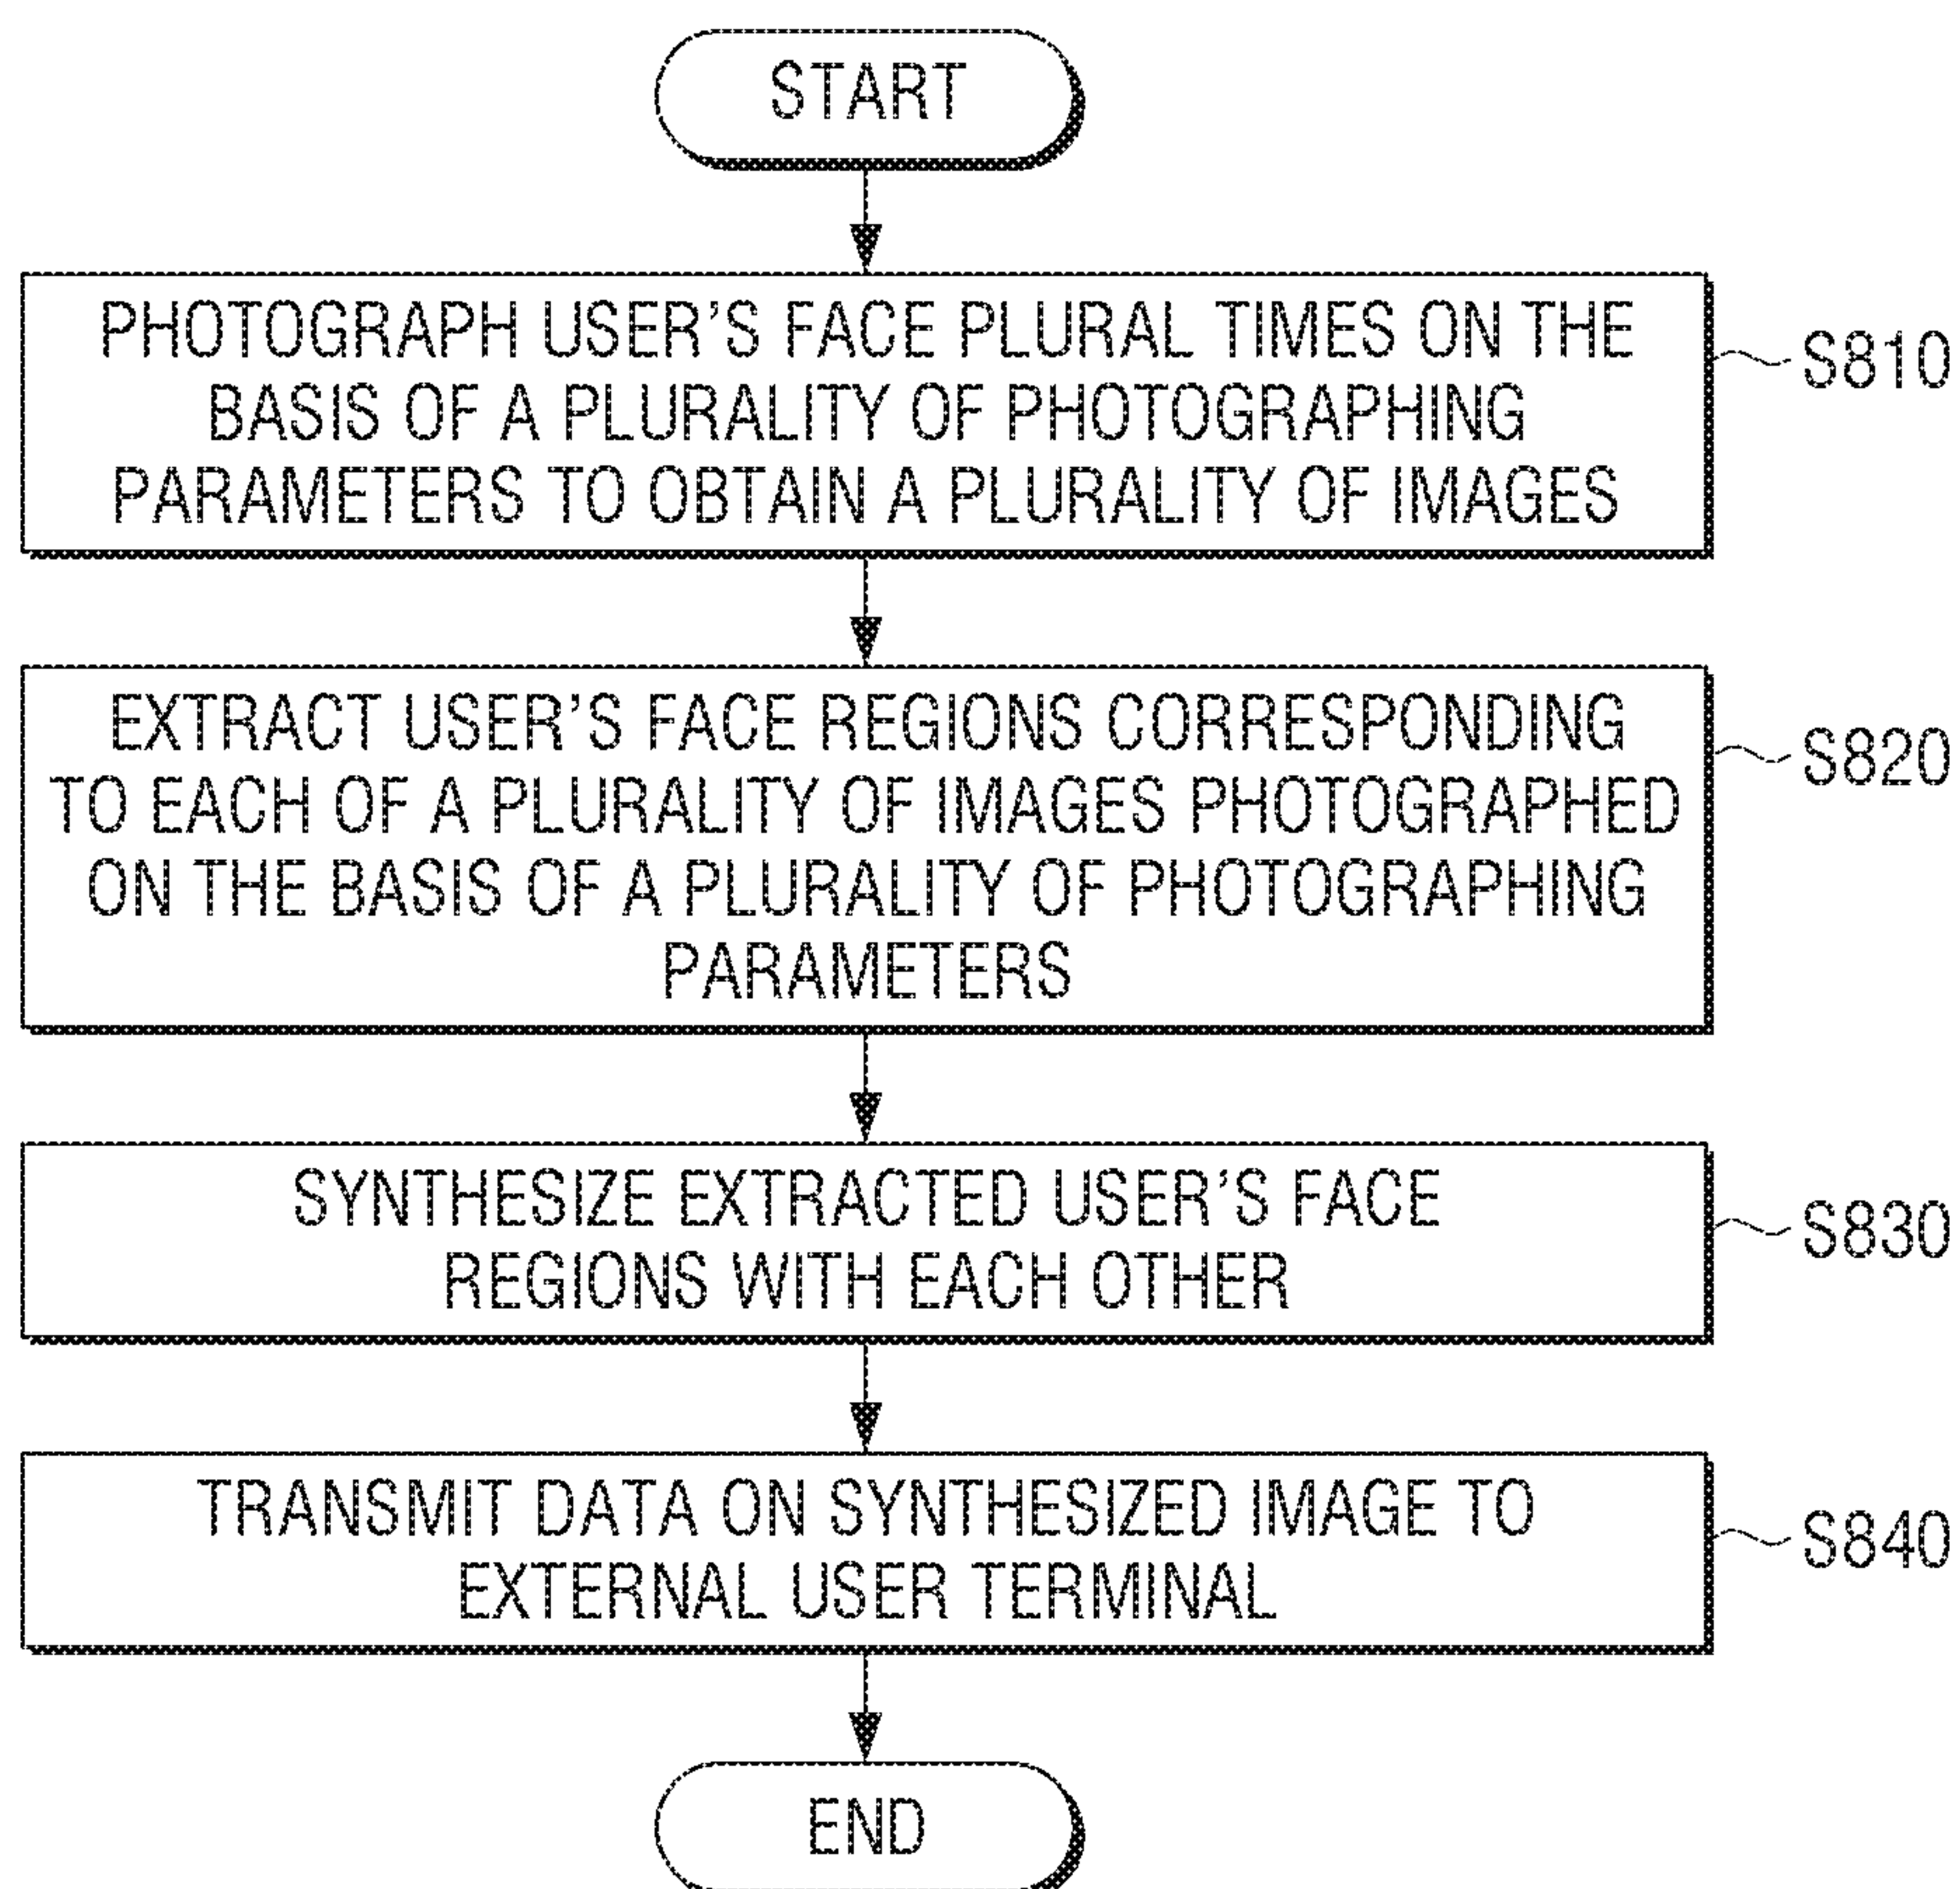 START
PHOTOGRAPH USER'S FACE PLURAL TIMES ON THE
BASIS OF A PLURALITY OF PHOTOGRAPHING
PARAMETERS TO OBTAIN A PLURALITY OF IMAGES
S810
EXTRACT USER'S FACE REGIONS CORRESPONDING
TO EACH OF A PLURALITY OF IMAGES PHOTOGRAPHED
ON THE BASIS OF A PLURALITY OF PHOTOGRAPHING
PARAMETERS
S820
SYNTHESIZE EXTRACTED USER'S FACE
REGIONS WITH EACH OTHER
S830
TRANSMIT DATA ON SYNTHESIZED IMAGE TO
EXTERNAL USER TERMINAL
S840
END